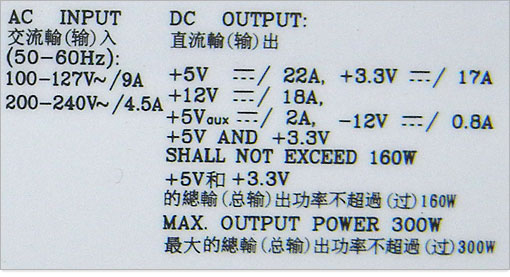 AC INPUT
交流輸(输)入
(50-60Hz):
100-127V~/9A
200-240V~/4.5A
DC OUTPUT:
直流輸(输)出
+5V ⎓/ 22A, +3.3V ⎓/ 17A
+12V ⎓/ 18A,
+5Vaux ⎓/ 2A, -12V ⎓/ 0.8A
+5V AND +3.3V
SHALL NOT EXCEED 160W
+5V和 +3.3V
的總輸(总输)出功率不超過(过)160W
MAX. OUTPUT POWER 300W
最大的總輸(总输)出功率不超過(过)300W